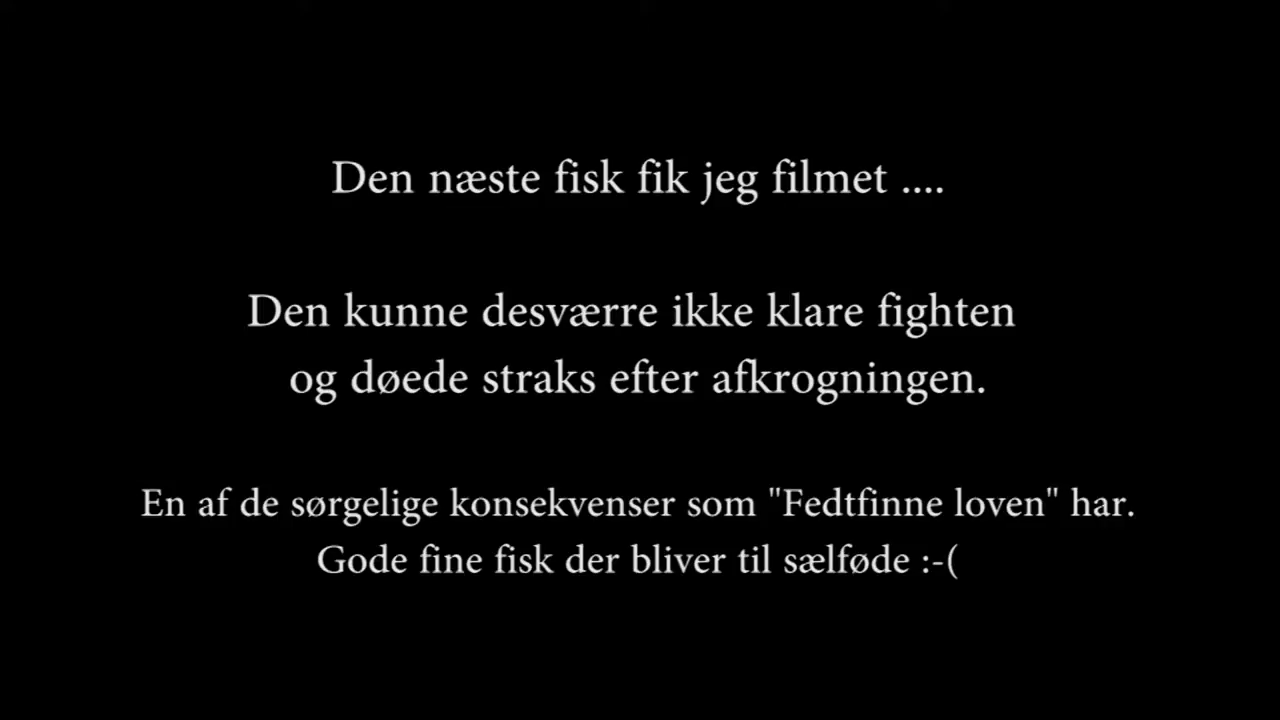 Den næste fisk fik jeg filmet ....
Den kunne desværre ikke klare fighten
og døede straks efter afkrogningen.
En af de sørgelige konsekvenser som "Fedtfinne loven" har.
Gode fine fisk der bliver til sælføde :-(